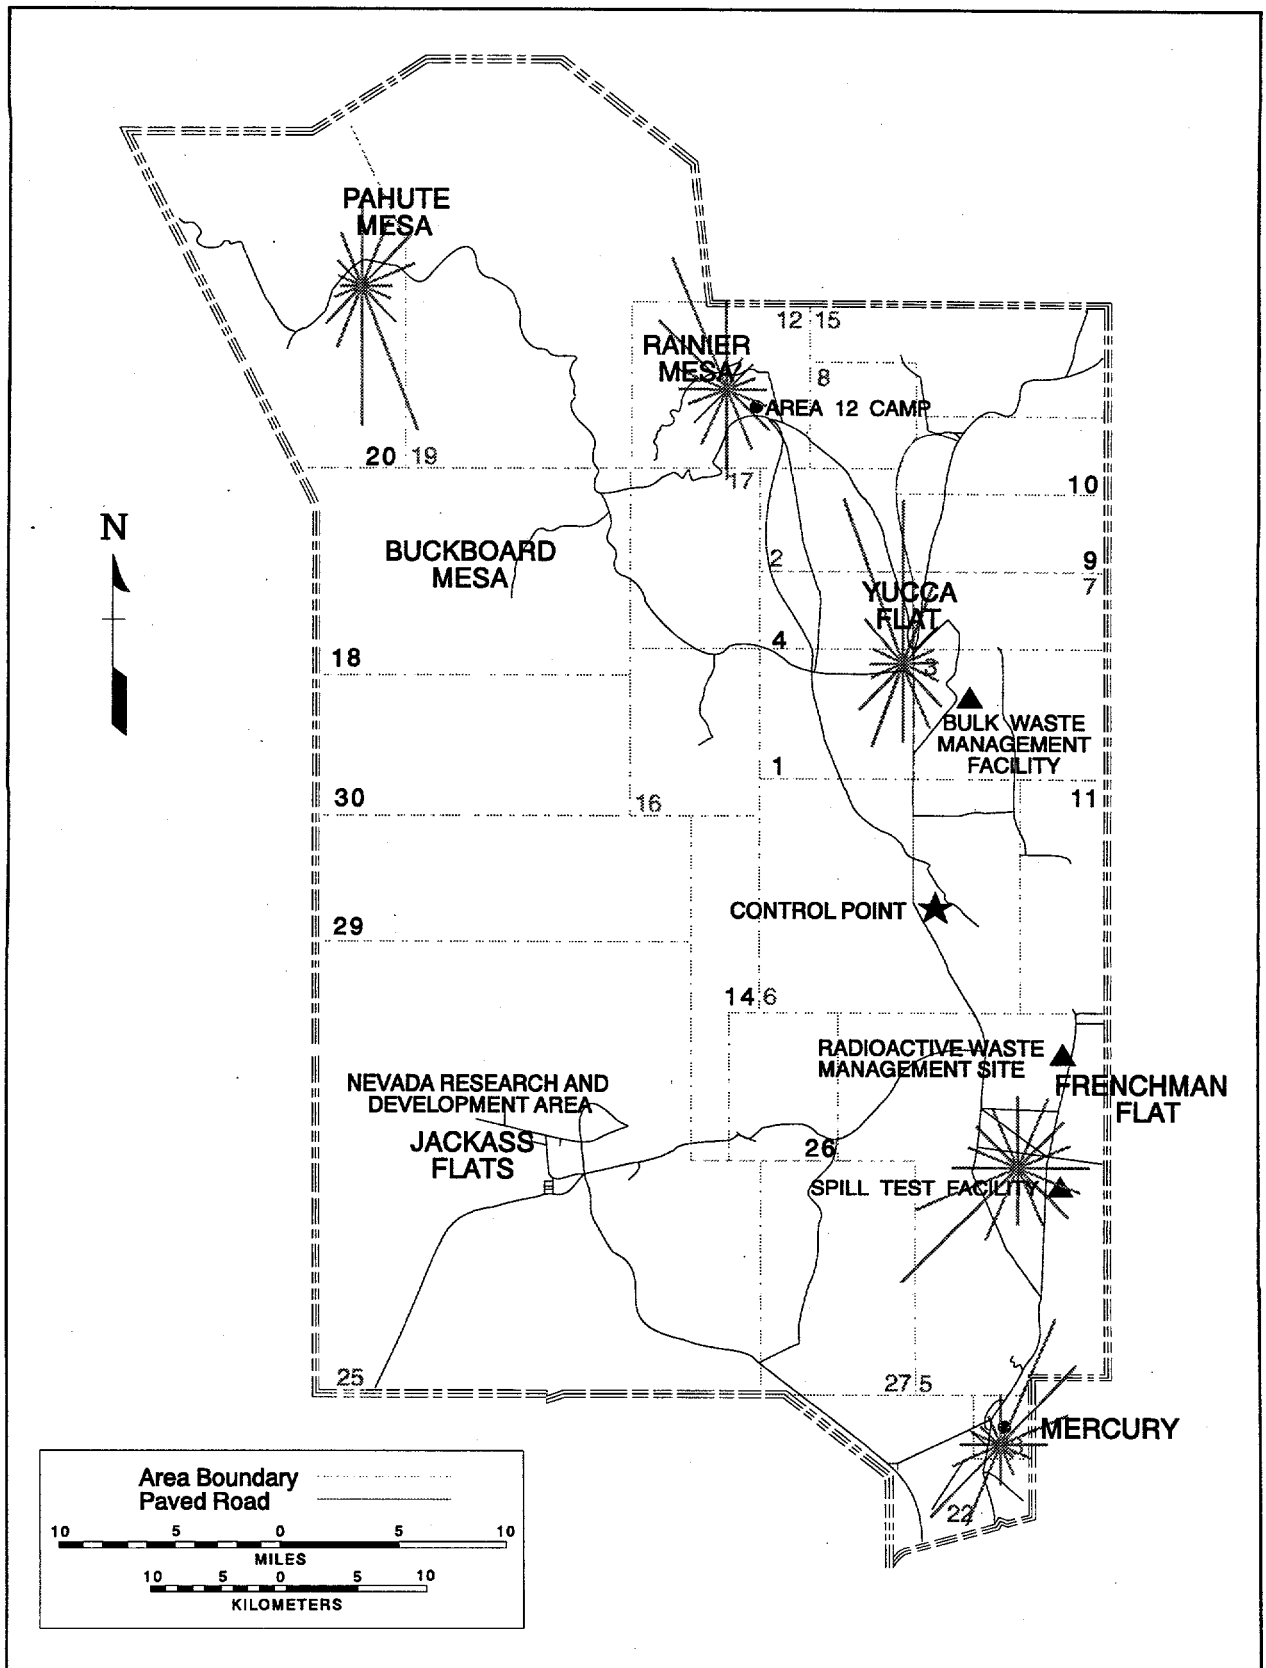 PAHUTE
MESA
12 15
RAINIER
MESA
8
AREA 12 CAMP
20 19
17
10
N
BUCKBOARD
MESA
2
9
7
YUCCA
FLAT
4
18
3
BULK WASTE
MANAGEMENT
FACILITY
1
30
16
11
CONTROL POINT
29
14 6
RADIOACTIVE WASTE
MANAGEMENT SITE
NEVADA RESEARCH AND
DEVELOPMENT AREA
FRENCHMAN
FLAT
JACKASS
FLATS
26
SPILL TEST FACILITY
25
27 5
MERCURY
22
Area Boundary
Paved Road
10 5 0 5 10
MILES
10 5 0 5 10
KILOMETERS